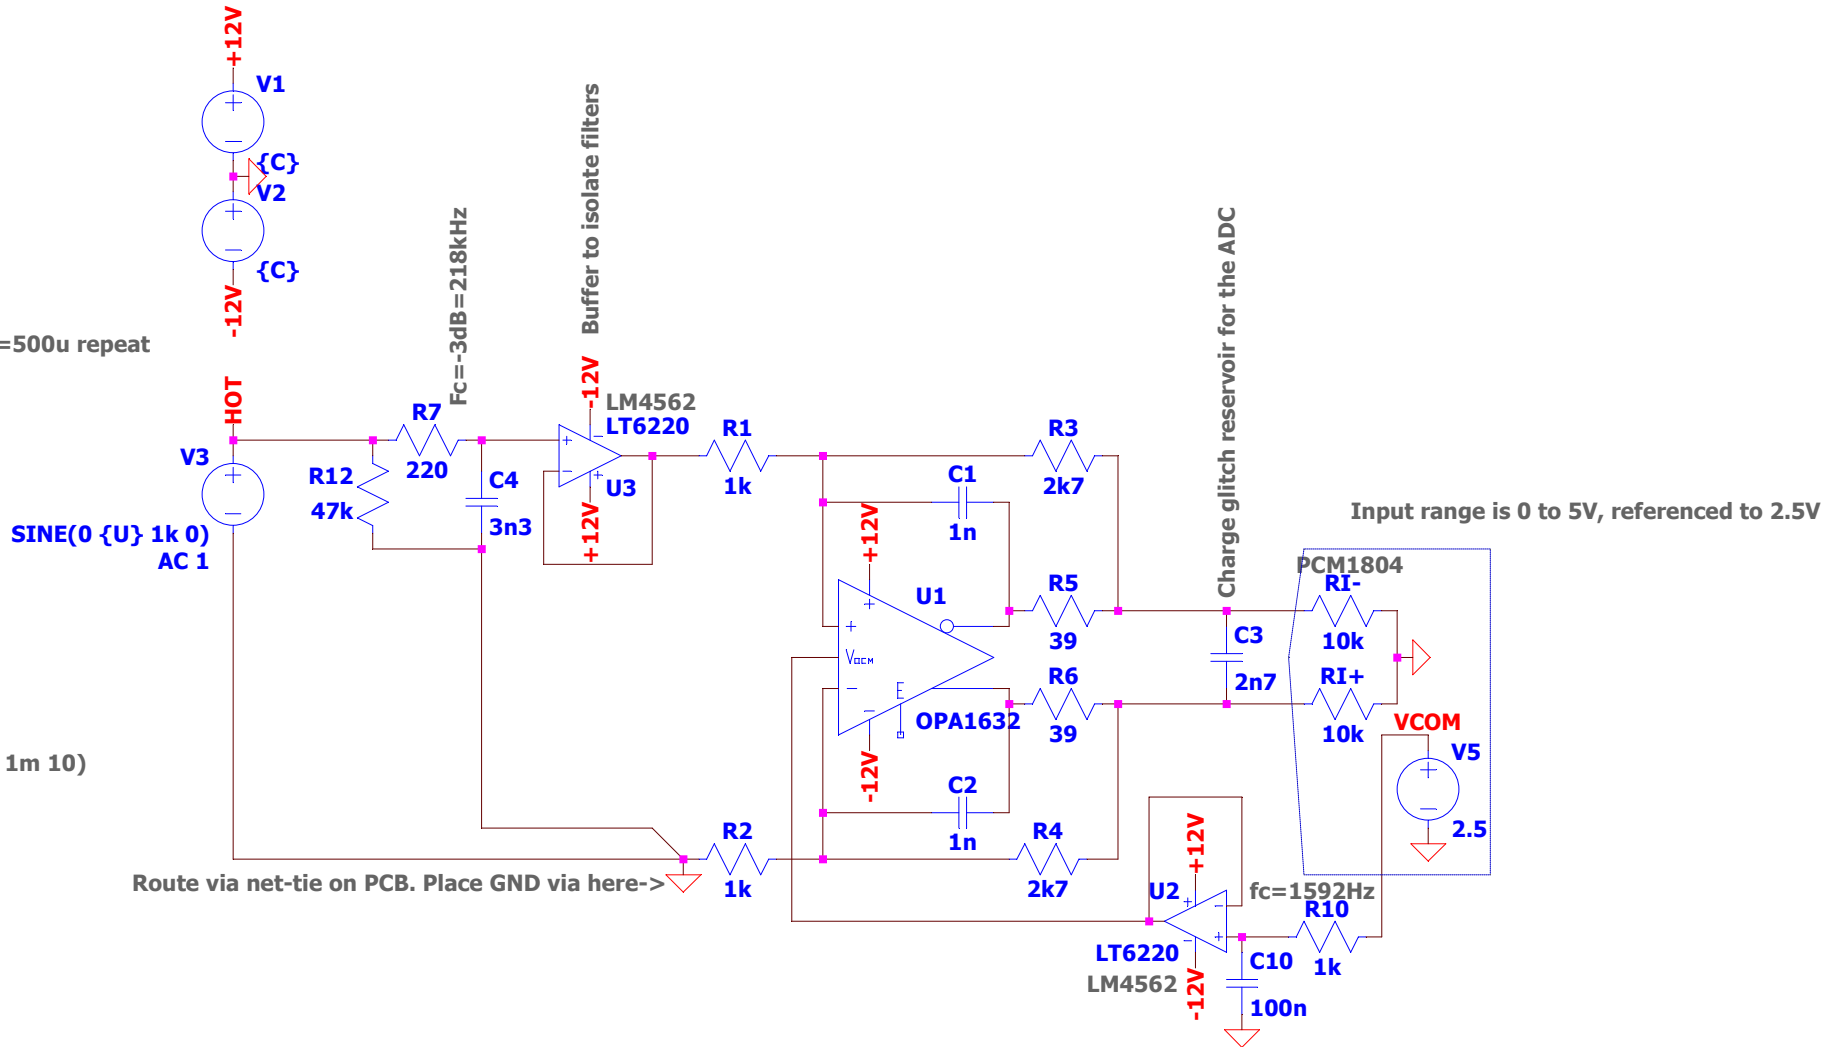 +12V
V1
{C}
V2
{C}
-12V
=500u repeat
HOT
V3
SINE(0 {U} 1k 0)
AC 1
R12
47k
R7
220
Fc=-3dB=218kHz
C4
3n3
Buffer to isolate filters
-12V
LM4562
LT6220
U3
+12V
R1
1k
R3
2k7
C1
1n
+12V
U1
VOCM
E
OPA1632
-12V
R5
39
R6
39
C2
1n
R2
1k
R4
2k7
Charge glitch reservoir for the ADC
C3
2n7
Input range is 0 to 5V, referenced to 2.5V
PCM1804
RI-
10k
RI+
10k
VCOM
V5
2.5
1m 10)
Route via net-tie on PCB. Place GND via here->
+12V
U2
LT6220
LM4562
-12V
fc=1592Hz
R10
1k
C10
100n